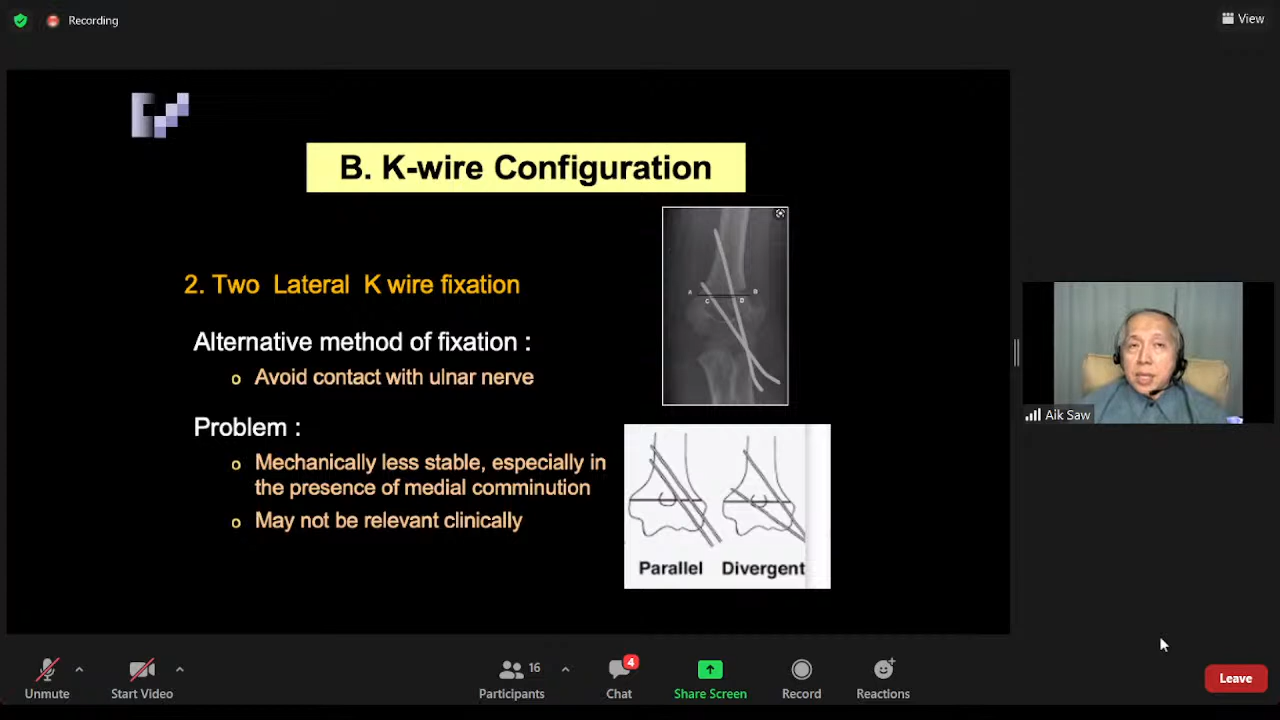 Recording
View
B. K-wire Configuration
2. Two Lateral K wire fixation
Alternative method of fixation :
Avoid contact with ulnar nerve
Problem :
Mechanically less stable, especially in
the presence of medial comminution
May not be relevant clinically
A
B
C
D
Parallel
Divergent
Aik Saw
Unmute
Start Video
16
Participants
4
Chat
Share Screen
Record
Reactions
Leave